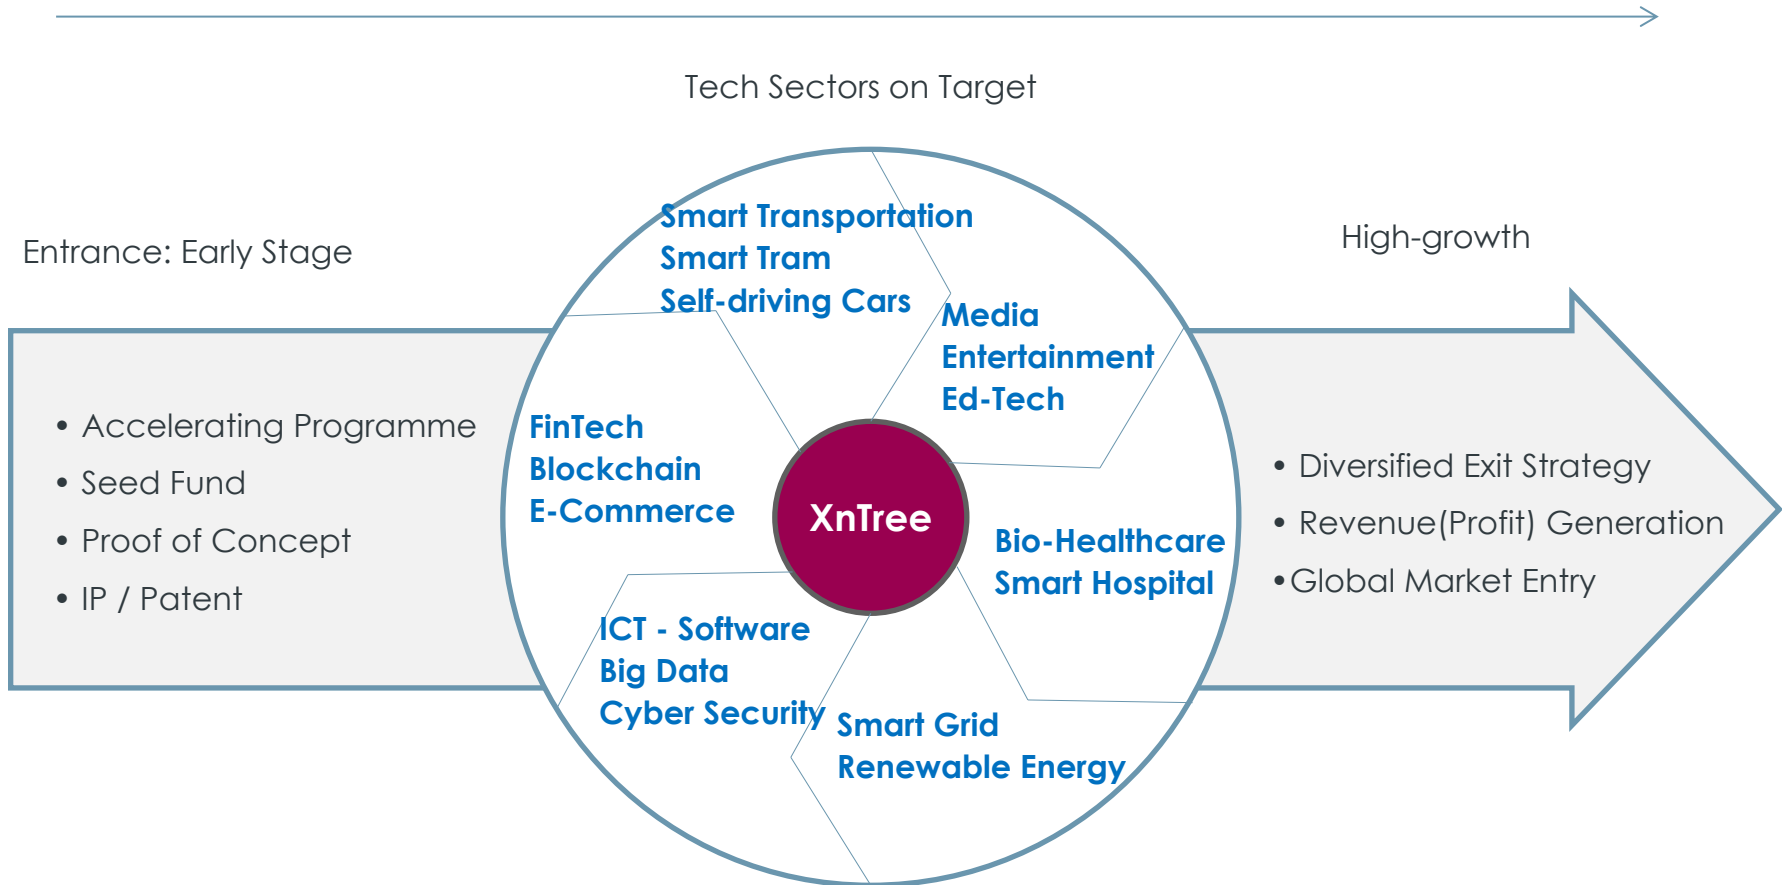 Tech Sectors on Target
Entrance: Early Stage
• Accelerating Programme
• Seed Fund
• Proof of Concept
• IP / Patent
Smart Transportation
Smart Tram
Self-driving Cars
Media
Entertainment
Ed-Tech
FinTech
Blockchain
E-Commerce
XnTree
Bio-Healthcare
Smart Hospital
ICT - Software
Big Data
Cyber Security
Smart Grid
Renewable Energy
High-growth
• Diversified Exit Strategy
• Revenue(Profit) Generation
•Global Market Entry